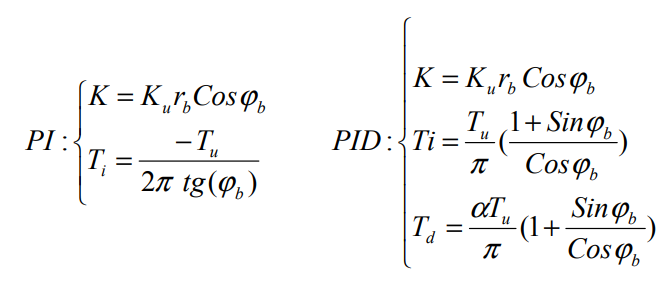 PI : { K = K_u r_b Cos φ_b
T_i = −T_u / (2π tg(φ_b))
PID : { K = K_u r_b Cos φ_b
Ti = T_u/π (1 + Sin φ_b / Cos φ_b)
T_d = αT_u/π (1 + Sin φ_b / Cos φ_b)